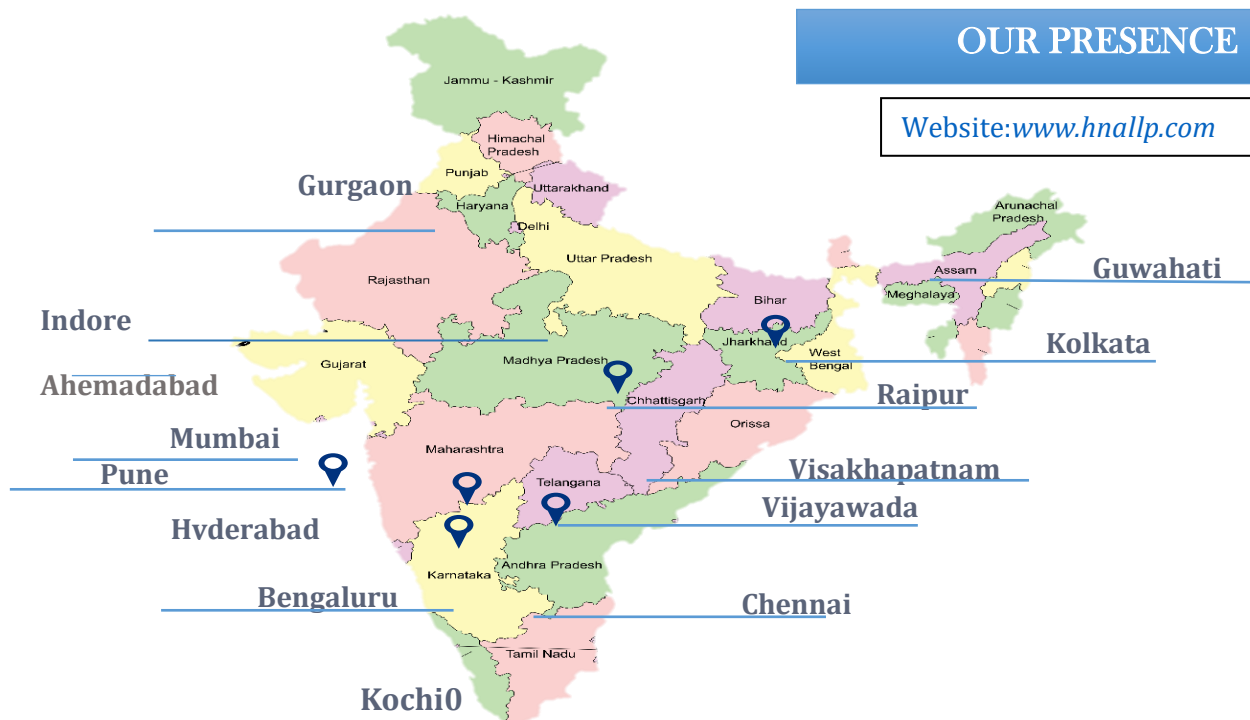 OUR PRESENCE
Jammu - Kashmir
Website:www.hnallp.com
Himachal
Pradesh
Punjab
Gurgaon
Uttarakhand
Haryana
Arunachal
Pradesh
Delhi
Uttar Pradesh
Rajasthan
Assam
Guwahati
Meghalaya
Bihar
Indore
Jharkhand
Kolkata
West
Bengal
Madhya Pradesh
Gujarat
Ahemadabad
Raipur
Chhattisgarh
Orissa
Mumbai
Maharashtra
Pune
Visakhapatnam
Telangana
Vijayawada
Hvderabad
Andhra Pradesh
Karnataka
Bengaluru
Chennai
Tamil Nadu
Kochi0